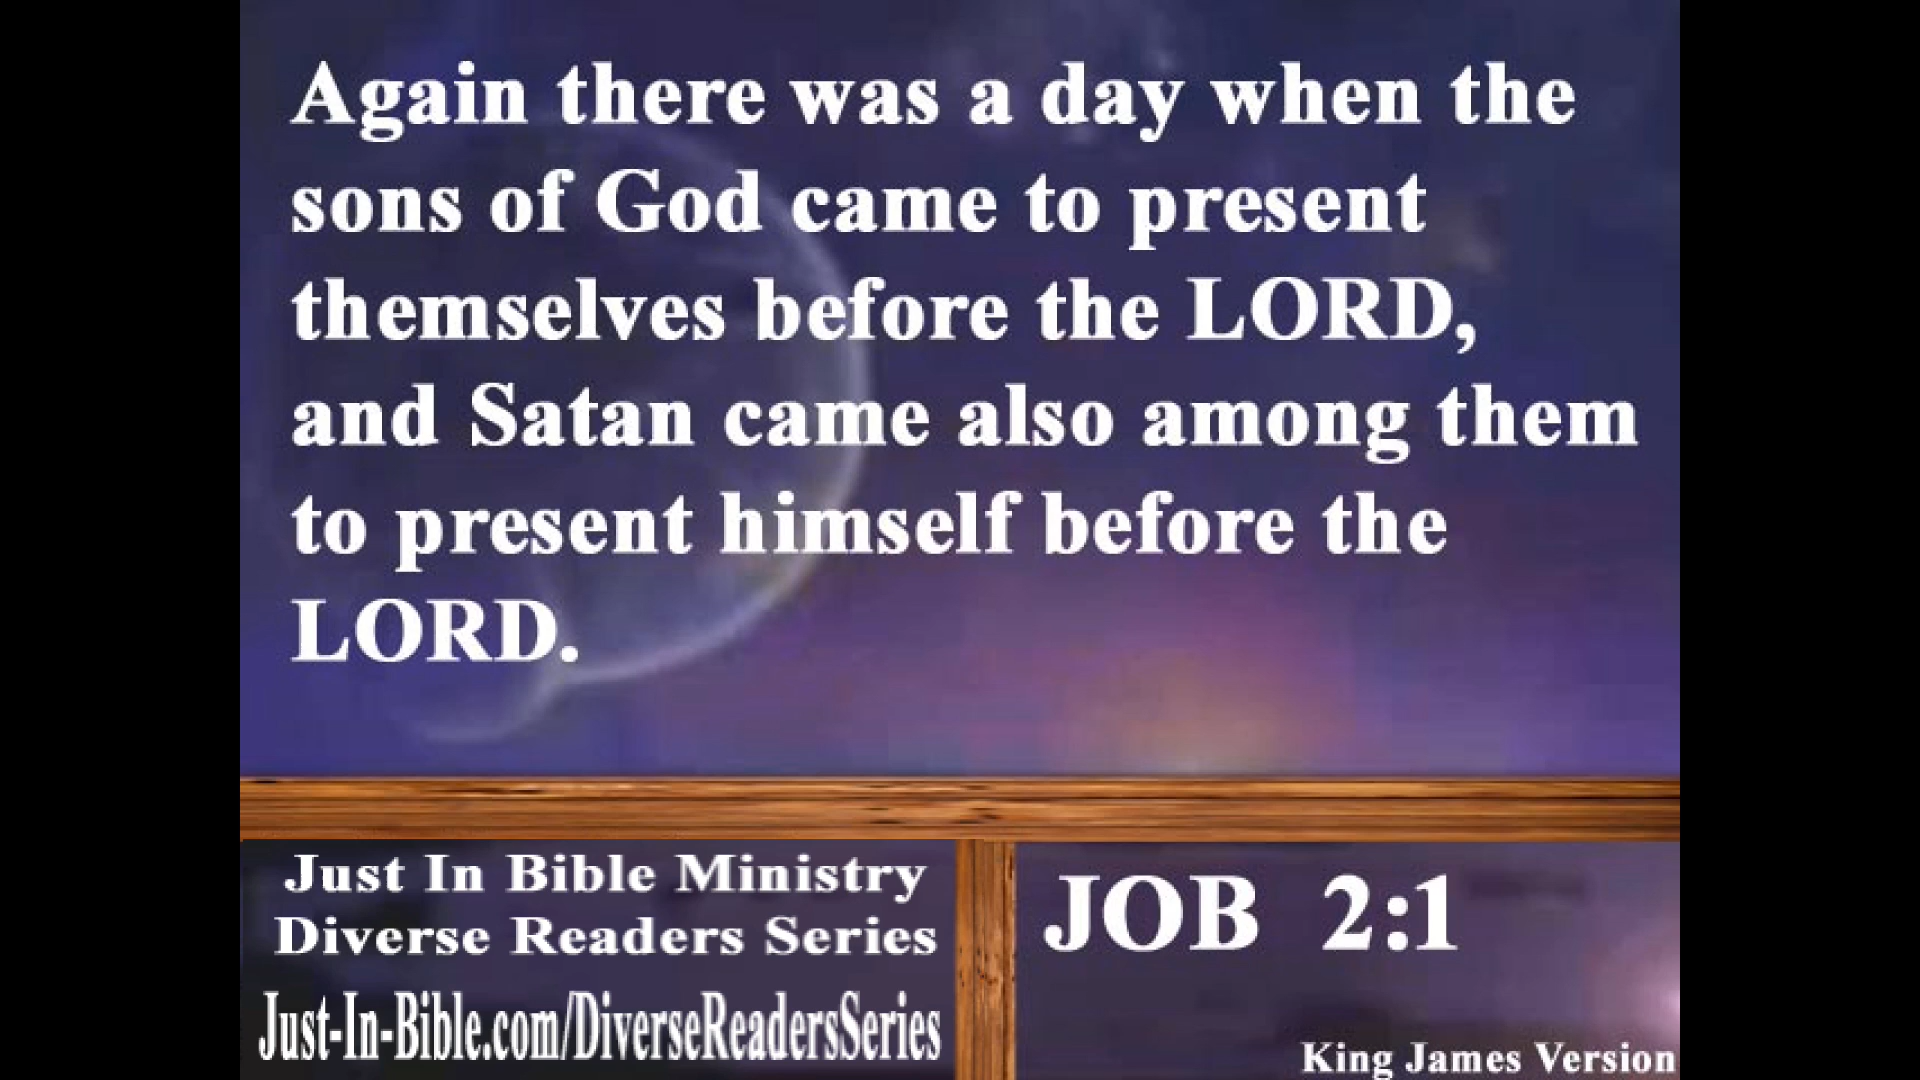 Again there was a day when the
sons of God came to present
themselves before the LORD,
and Satan came also among them
to present himself before the
LORD.
Just In Bible Ministry
Diverse Readers Series
Just-In-Bible.com/DiverseReadersSeries
JOB 2:1
King James Version